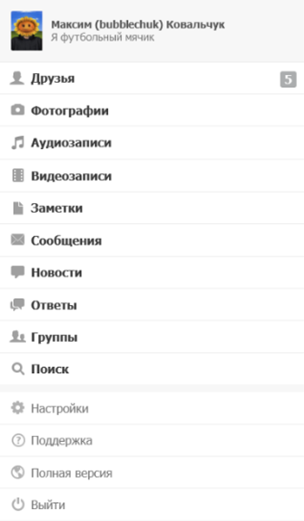 Максим (bubblechuk) Ковальчук
Я футбольный мячик
Друзья 5
Фотографии
Аудиозаписи
Видеозаписи
Заметки
Сообщения
Новости
Ответы
Группы
Поиск
Настройки
Поддержка
Полная версия
Выйти